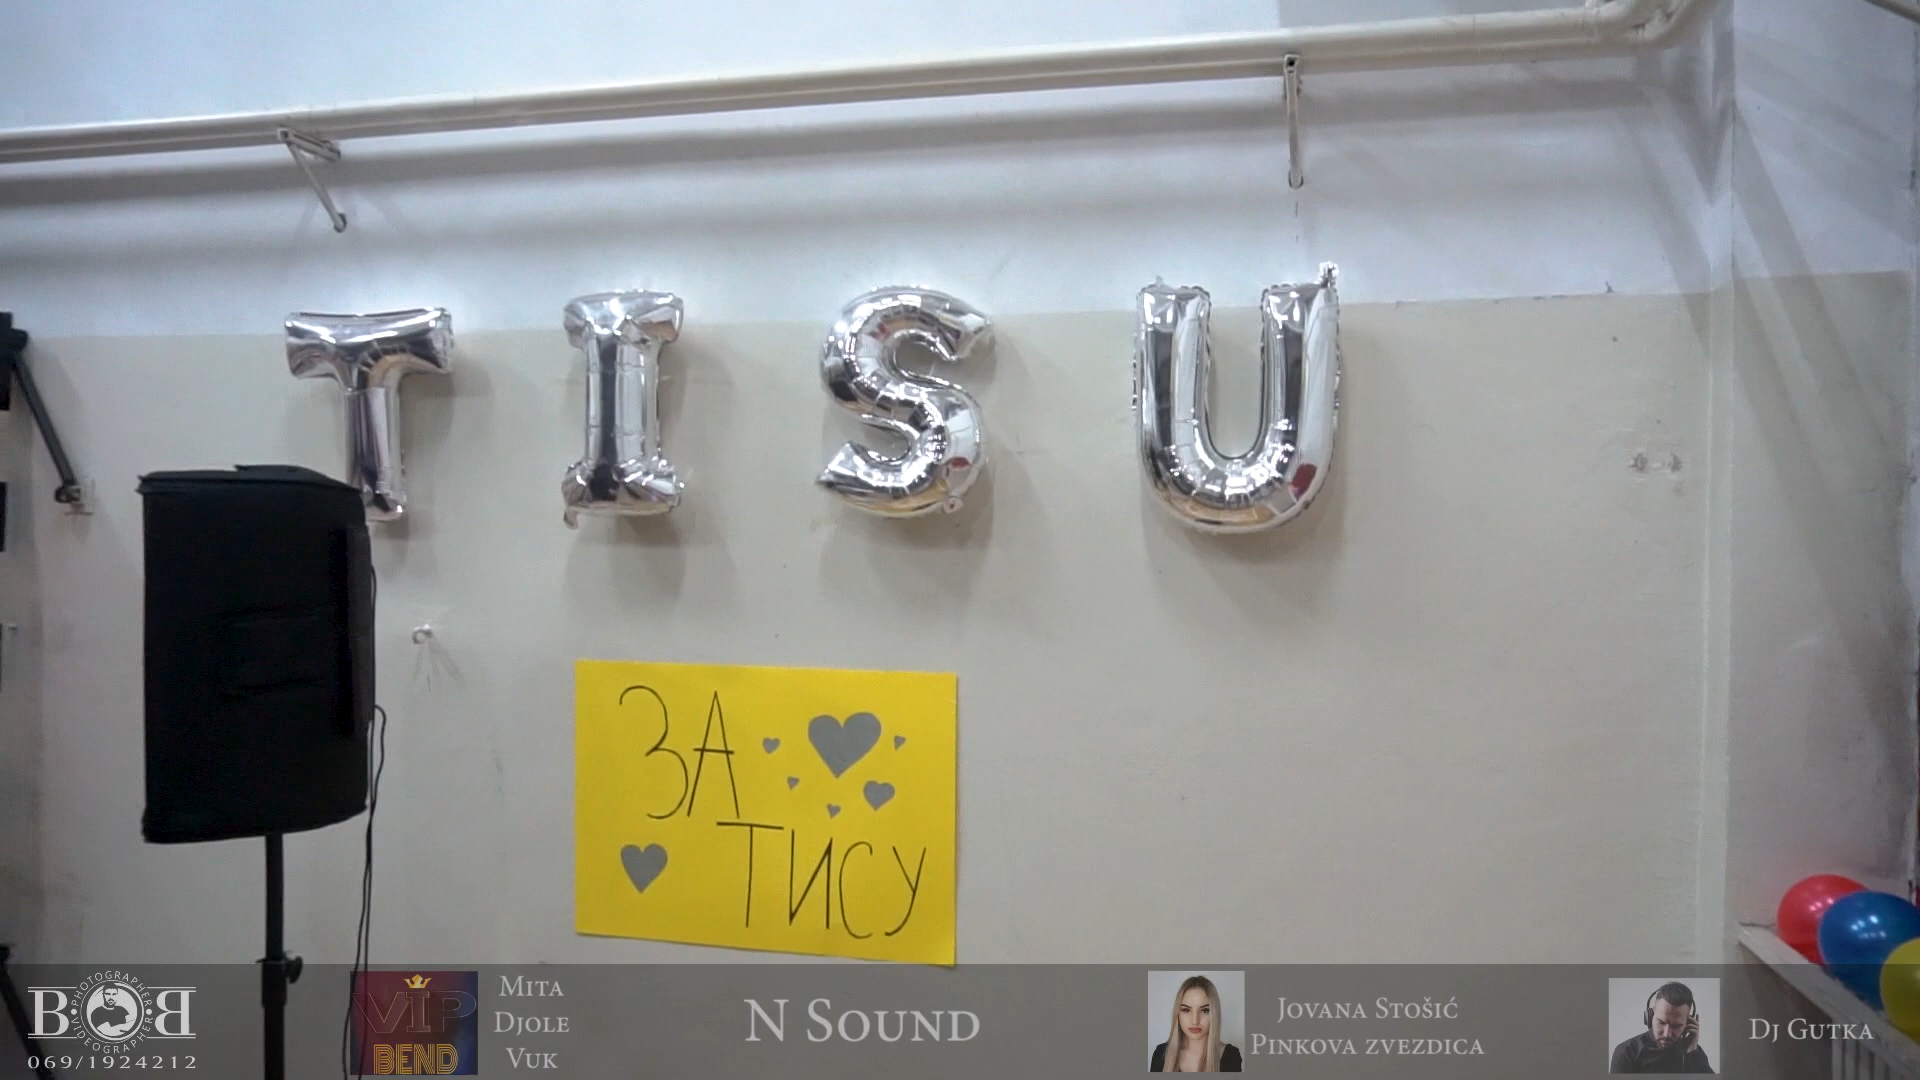 TISU
ЗА
ТИСУ
BOB
PHOTOGRAPHER
VIDEOGRAPHER
069/1924212
VIP
BEND
Mita
Djole
Vuk
N Sound
Jovana Stošić
Pinkova zvezdica
Dj Gutka